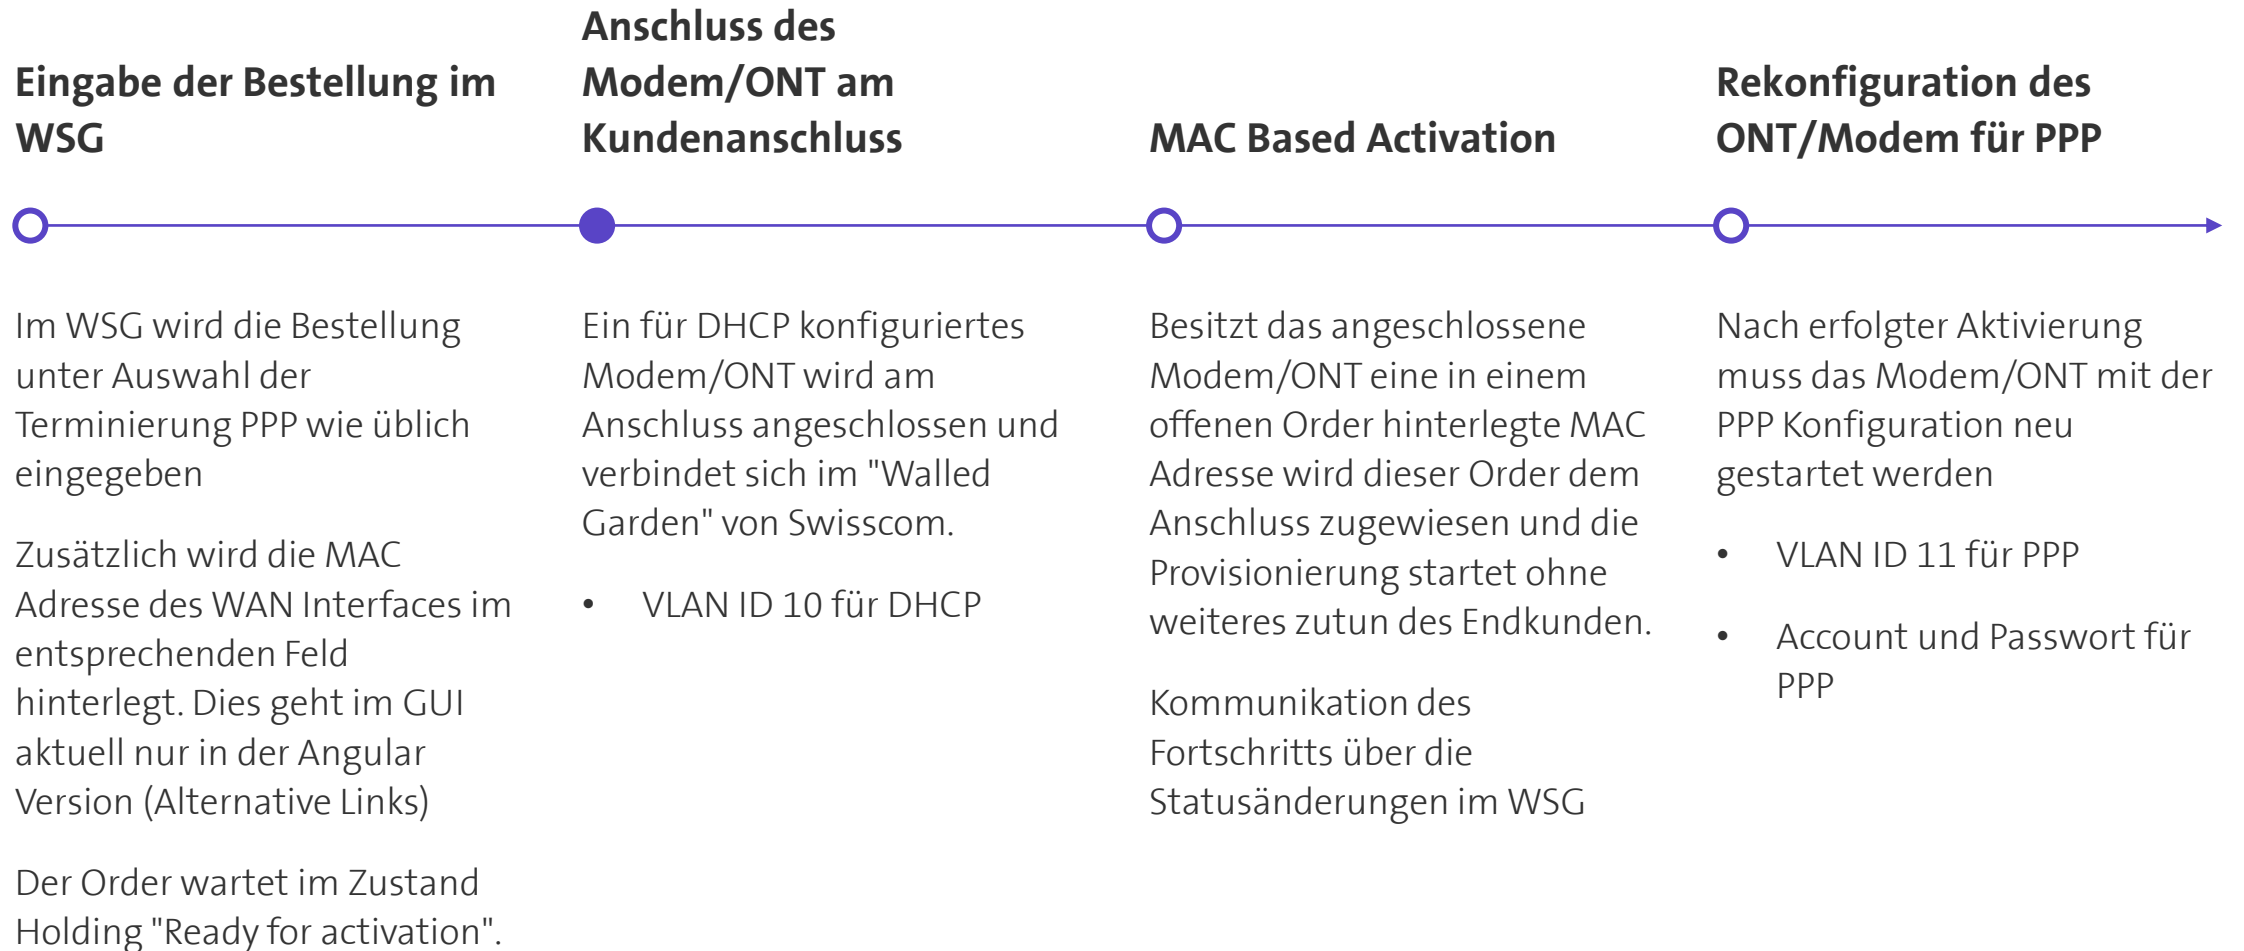 Eingabe der Bestellung im
WSG
Im WSG wird die Bestellung
unter Auswahl der
Terminierung PPP wie üblich
eingegeben
Zusätzlich wird die MAC
Adresse des WAN Interfaces im
entsprechenden Feld
hinterlegt. Dies geht im GUI
aktuell nur in der Angular
Version (Alternative Links)
Der Order wartet im Zustand
Holding "Ready for activation".
Anschluss des
Modem/ONT am
Kundenanschluss
Ein für DHCP konfiguriertes
Modem/ONT wird am
Anschluss angeschlossen und
verbindet sich im "Walled
Garden" von Swisscom.
• VLAN ID 10 für DHCP
MAC Based Activation
Besitzt das angeschlossene
Modem/ONT eine in einem
offenen Order hinterlegte MAC
Adresse wird dieser Order dem
Anschluss zugewiesen und die
Provisionierung startet ohne
weiteres zutun des Endkunden.
Kommunikation des
Fortschritts über die
Statusänderungen im WSG
Rekonfiguration des
ONT/Modem für PPP
Nach erfolgter Aktivierung
muss das Modem/ONT mit der
PPP Konfiguration neu
gestartet werden
• VLAN ID 11 für PPP
• Account und Passwort für
PPP